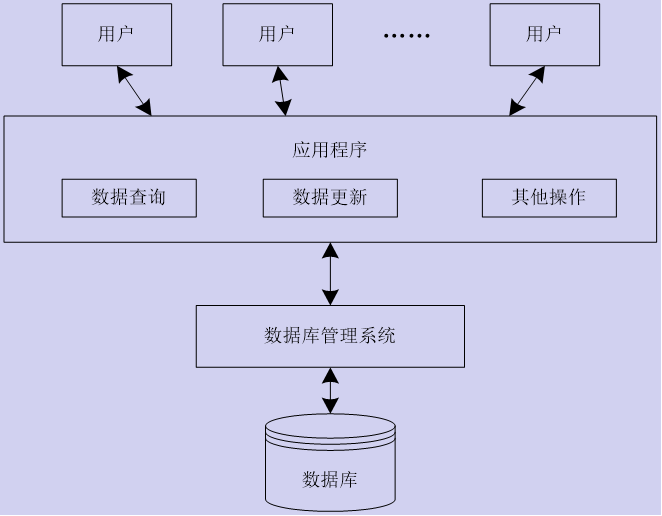 用户 用户 …… 用户
应用程序
数据查询 数据更新 其他操作
数据库管理系统
数据库